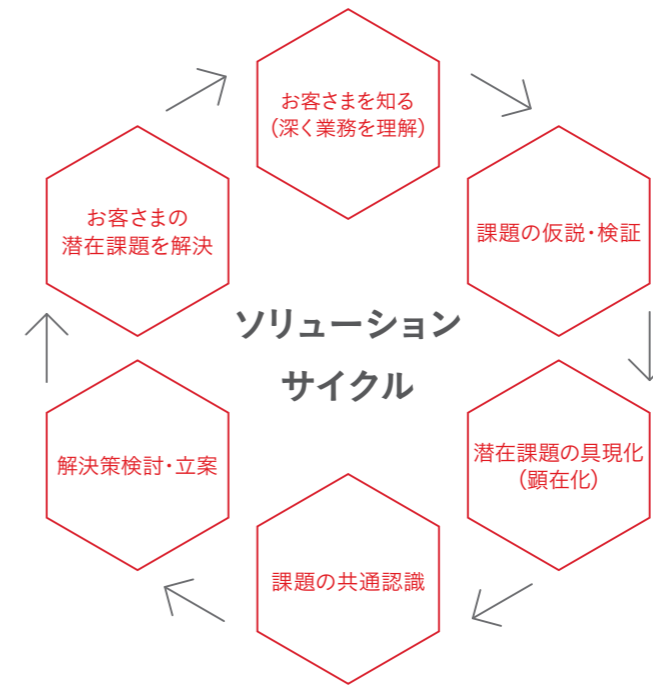 お客さまを知る
（深く業務を理解）
課題の仮説・検証
潜在課題の具現化
（顕在化）
課題の共通認識
解決策検討・立案
お客さまの
潜在課題を解決
ソリューション
サイクル